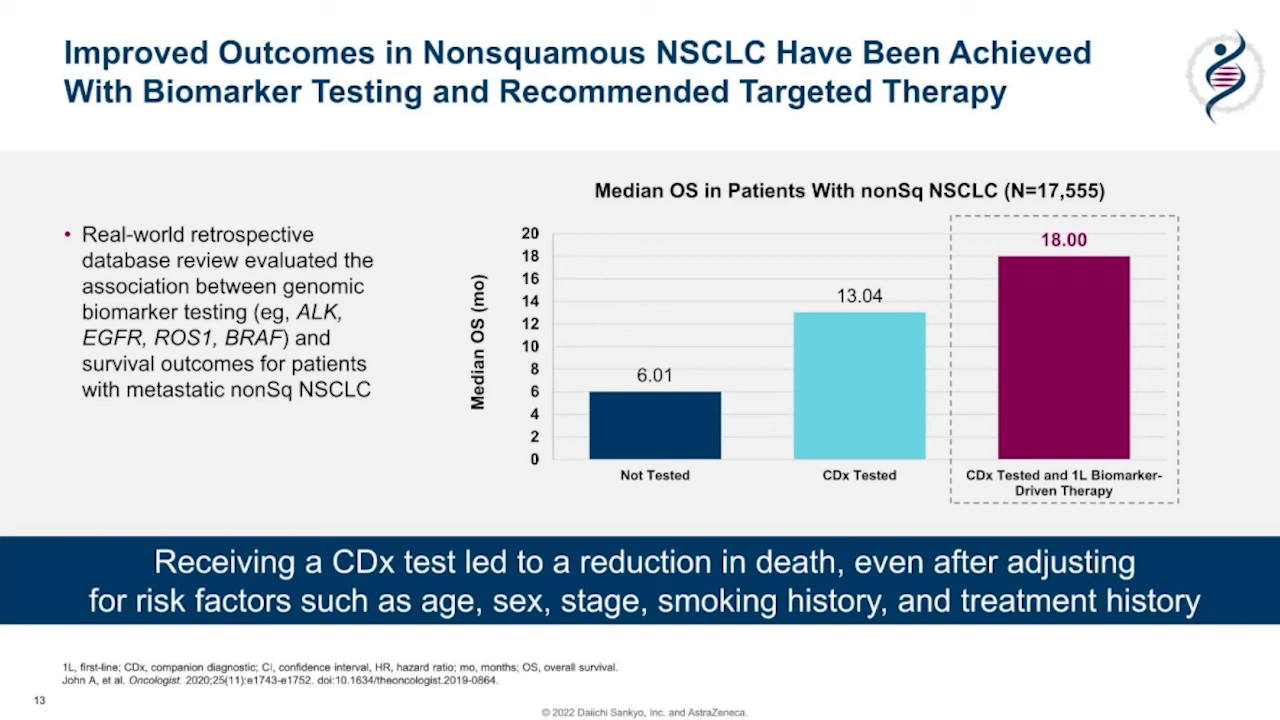 Improved Outcomes in Nonsquamous NSCLC Have Been Achieved
With Biomarker Testing and Recommended Targeted Therapy
• Real-world retrospective
database review evaluated the
association between genomic
biomarker testing (eg, ALK,
EGFR, ROS1, BRAF) and
survival outcomes for patients
with metastatic nonSq NSCLC
Median OS in Patients With nonSq NSCLC (N=17,555)
Median OS (mo)
20
18
16
14
12
10
8
6
4
2
0
6.01
13.04
18.00
Not Tested
CDx Tested
CDx Tested and 1L Biomarker-
Driven Therapy
Receiving a CDx test led to a reduction in death, even after adjusting
for risk factors such as age, sex, stage, smoking history, and treatment history
1L, first-line; CDx, companion diagnostic; CI, confidence interval, HR, hazard ratio; mo, months; OS, overall survival.
John A, et al. Oncologist. 2020;25(11):e1743-e1752. doi:10.1634/theoncologist.2019-0864.
13
© 2022 Daiichi Sankyo, Inc. and AstraZeneca.